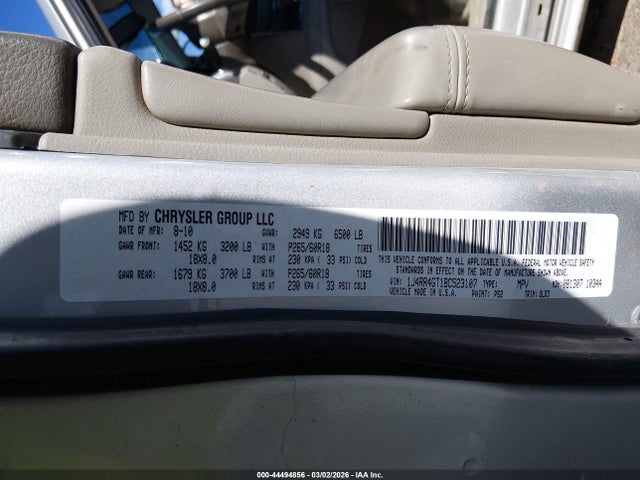 MFD BY CHRYSLER GROUP LLC
DATE OF MFR: 8-10 GVWR: 2949 KG 6500 LB
GAWR FRONT: 1452 KG 3200 LB WITH P265/60R18 TIRES
18X8.0 RIMS AT 230 KPA ( 33 PSI) COLD
GAWR REAR: 1679 KG 3700 LB WITH P265/60R18 TIRES
18X8.0 RIMS AT 230 KPA ( 33 PSI) COLD
THIS VEHICLE CONFORMS TO ALL APPLICABLE U.S.A. FEDERAL MOTOR VEHICLE SAFETY
STANDARDS IN EFFECT ON THE DATE OF MANUFACTURE SHOWN ABOVE.
VIN: 1J4RR4GT1BC523107 TYPE: MPV 081307 103AA
VEHICLE MADE IN U.S.A. PAINT: PS2 TRIM:
000-44494856 - 03/02/2026 - IAA Inc.